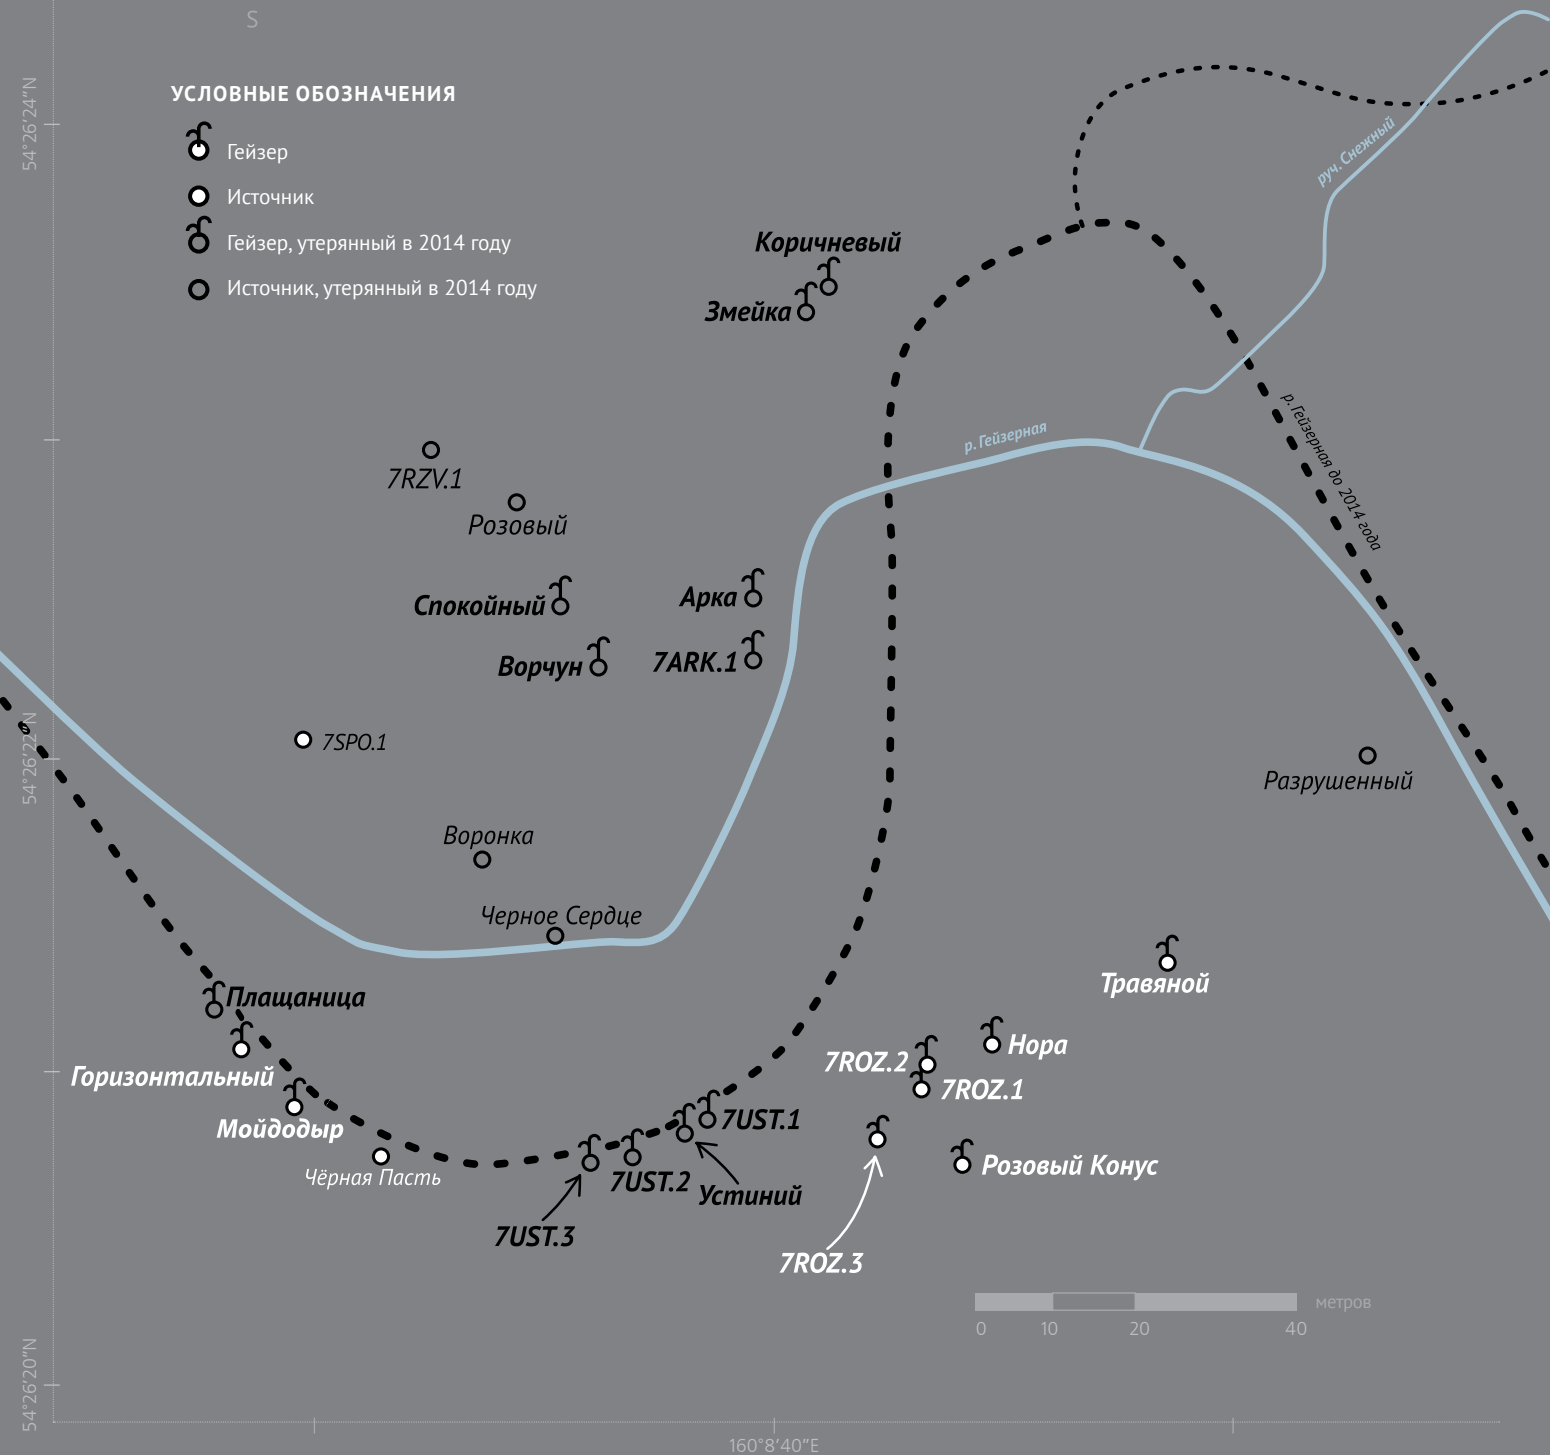 S
УСЛОВНЫЕ ОБОЗНАЧЕНИЯ
Гейзер
Источник
Гейзер, утерянный в 2014 году
Источник, утерянный в 2014 году
54°26'24"N
руч. Снежный
Коричневый
Змейка
р. Гейзерная
р. Гейзерная до 2014 года
7RZV.1
Розовый
Спокойный
Арка
Ворчун
7ARK.1
54°26'22"N
7SPO.1
Разрушенный
Воронка
Черное Сердце
Травяной
Плащаница
Горизонтальный
Мойдодыр
Чёрная Пасть
Нора
7ROZ.2
7ROZ.1
7UST.1
7UST.2
Устиний
7UST.3
Розовый Конус
7ROZ.3
метров
0 10 20 40
54°26'20"N
160°8'40"E